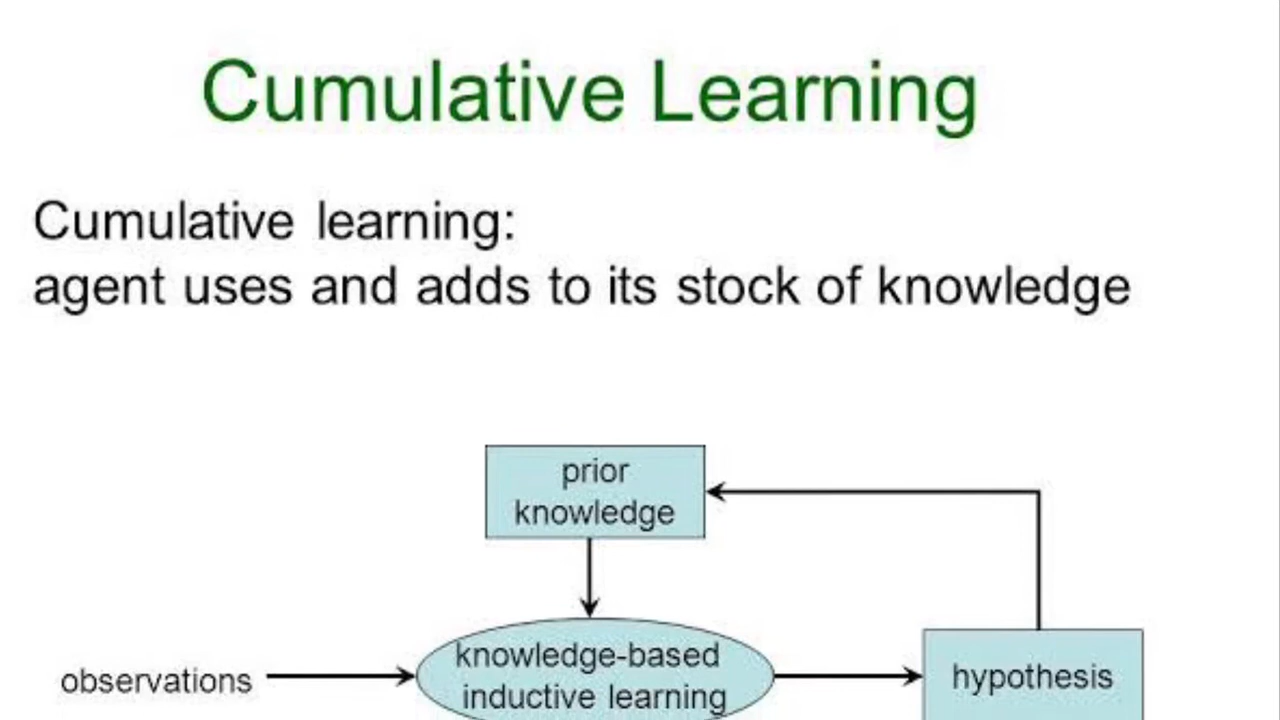 Cumulative Learning
Cumulative learning:
agent uses and adds to its stock of knowledge
prior
knowledge
observations
knowledge-based
inductive learning
hypothesis